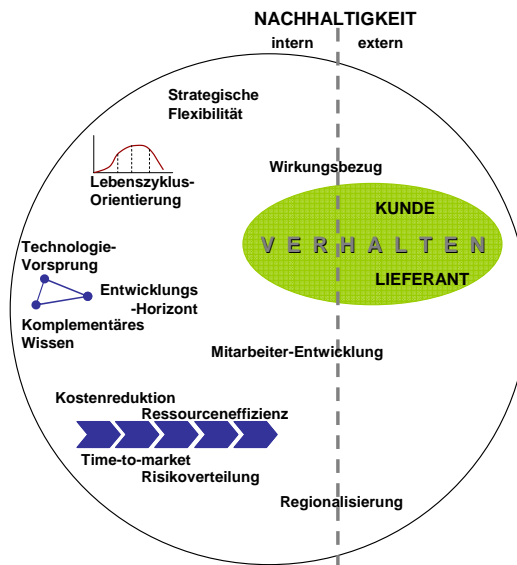 NACHHALTIGKEIT
intern extern
Strategische
Flexibilität
Lebenszyklus-
Orientierung
Wirkungsbezug
KUNDE
VERHALTEN
LIEFERANT
Technologie-
Vorsprung
Entwicklungs
-Horizont
Komplementäres
Wissen
Mitarbeiter-Entwicklung
Kostenreduktion
Ressourceneffizienz
Time-to-market
Risikoverteilung
Regionalisierung